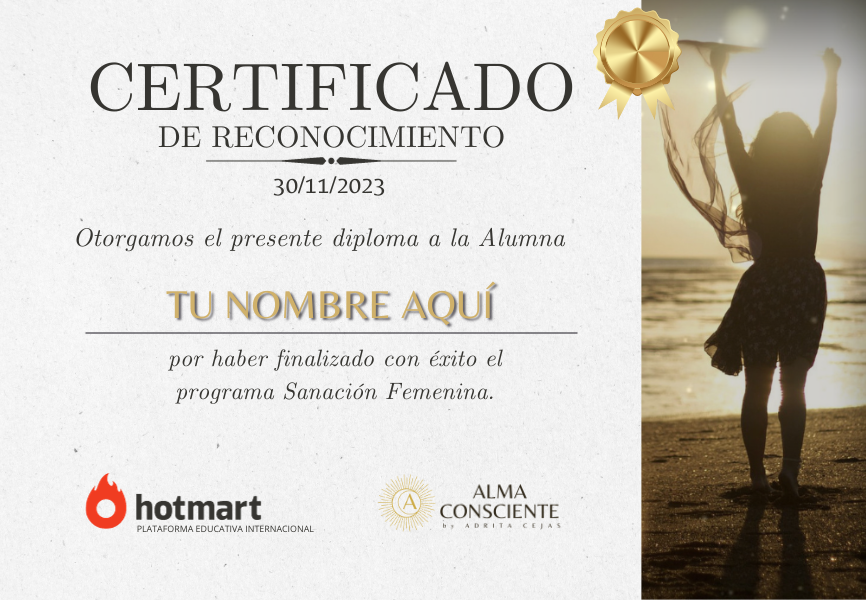 CERTIFICADO
DE RECONOCIMIENTO
30/11/2023
Otorgamos el presente diploma a la Alumna
TU NOMBRE AQUÍ
por haber finalizado con éxito el
programa Sanación Femenina.
hotmart
PLATAFORMA EDUCATIVA INTERNACIONAL
A
ALMA
CONSCIENTE
by ADRITA CEJAS